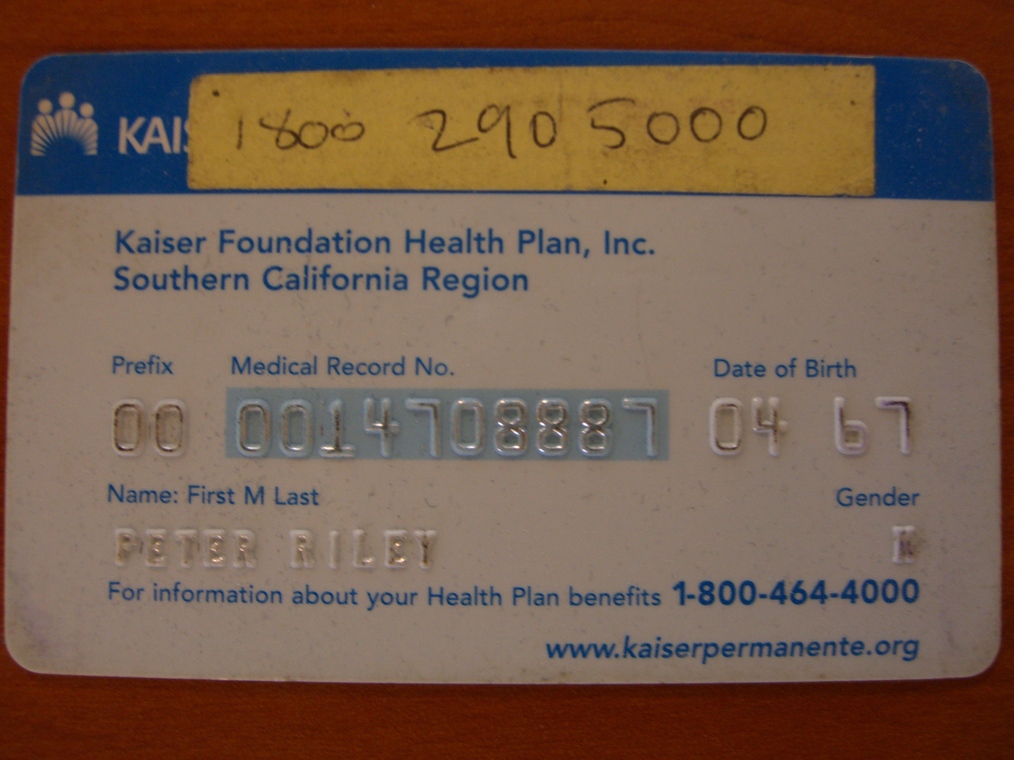 KAIS
1800 290 5000
Kaiser Foundation Health Plan, Inc.
Southern California Region
Prefix Medical Record No. Date of Birth
00 0014708887 04 67
Name: First M Last Gender
PETER RILEY M
For information about your Health Plan benefits 1-800-464-4000
www.kaiserpermanente.org